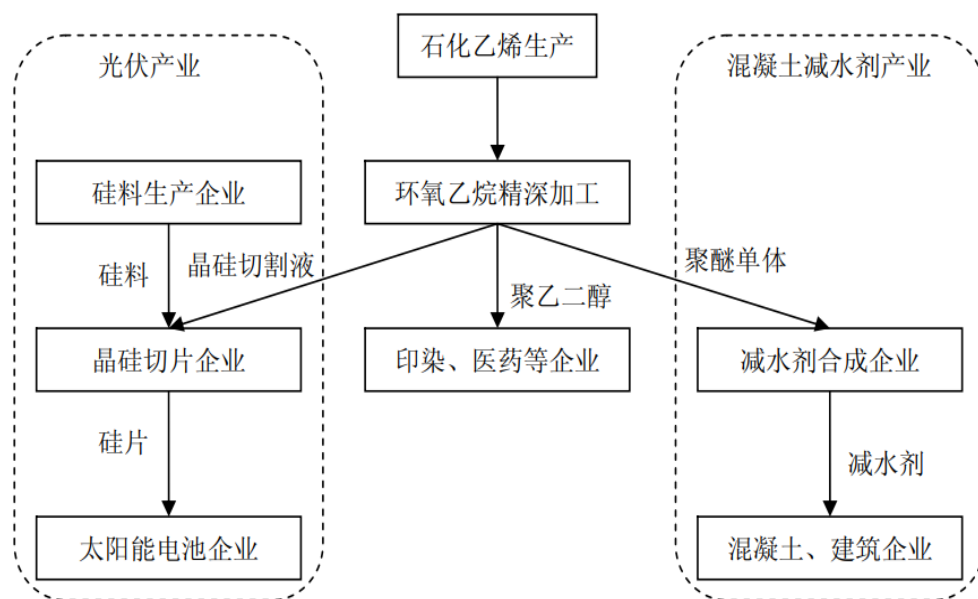 石化乙烯生产
光伏产业
混凝土减水剂产业
硅料生产企业
环氧乙烷精深加工
硅料
晶硅切割液
聚乙二醇
聚醚单体
晶硅切片企业
印染、医药等企业
减水剂合成企业
硅片
减水剂
太阳能电池企业
混凝土、建筑企业